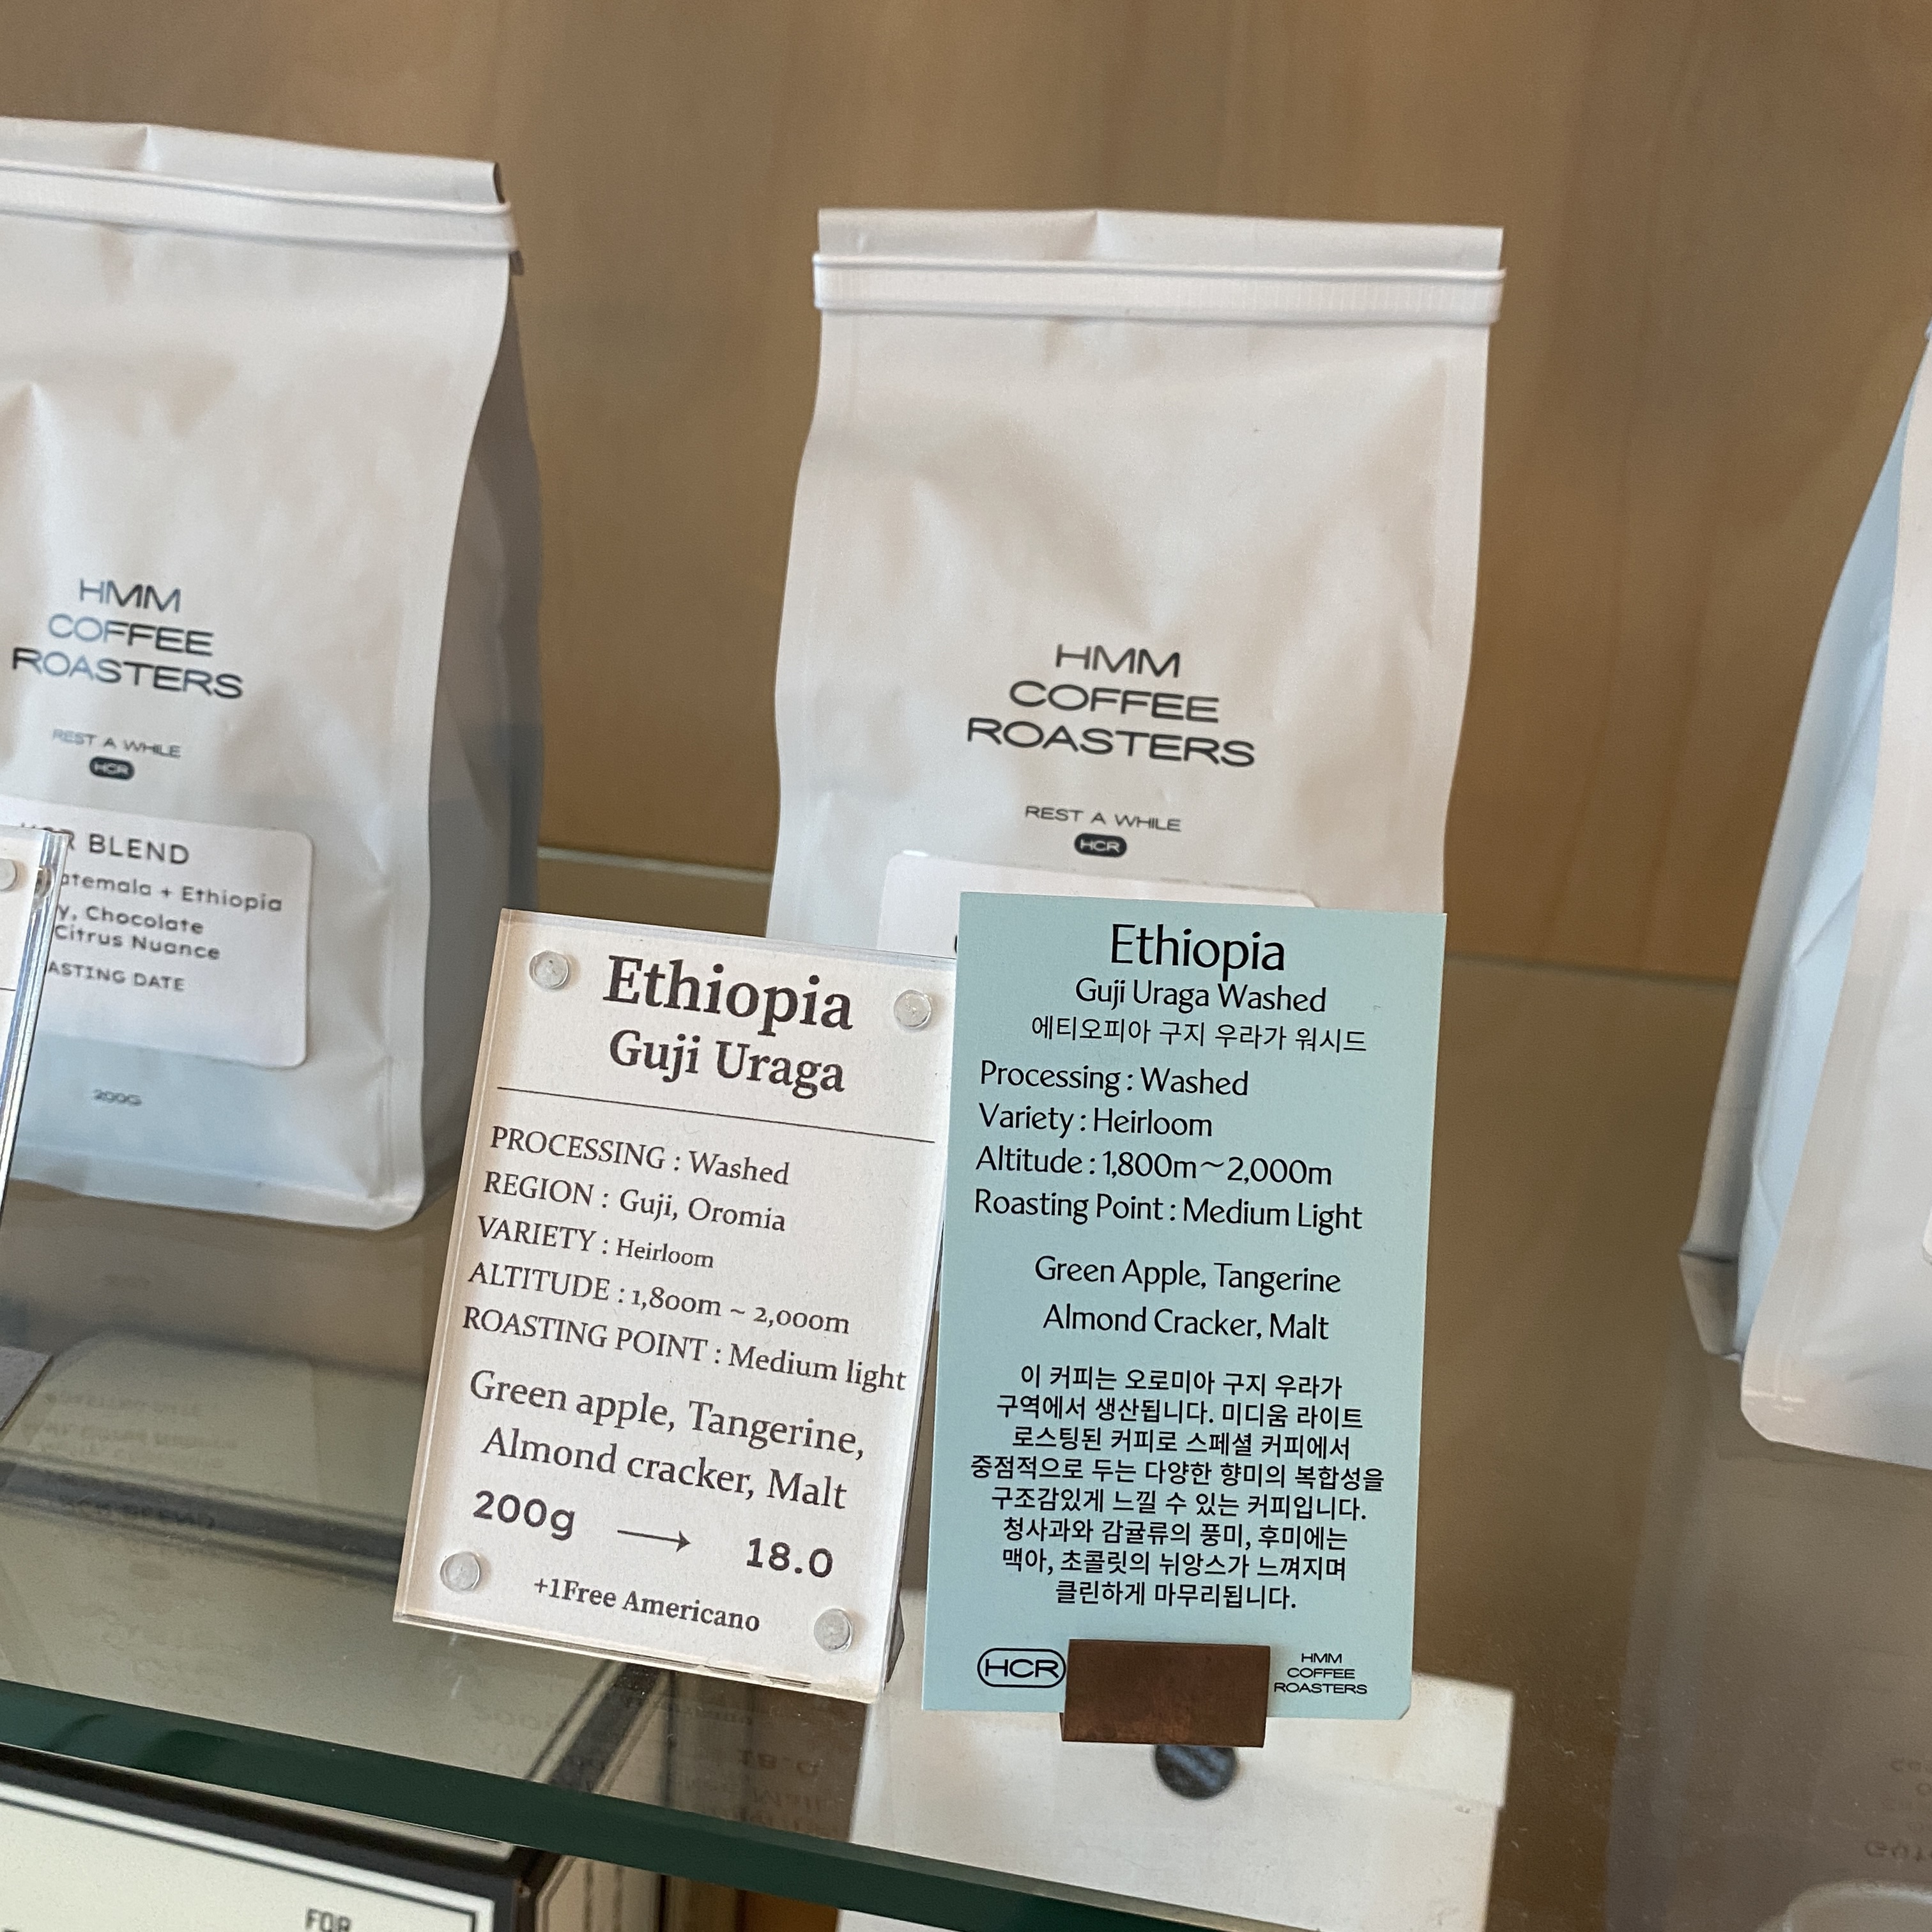 HMM
COFFEE
ROASTERS
REST A WHILE
HCR
BLEND
+ Ethiopia
Chocolate
Citrus Nuance
DATE
200G
HMM
COFFEE
ROASTERS
REST A WHILE
HCR
Ethiopia
Guji Uraga
PROCESSING : Washed
REGION : Guji, Oromia
VARIETY : Heirloom
ALTITUDE : 1,800m ~ 2,000m
ROASTING POINT : Medium light
Green apple, Tangerine,
Almond cracker, Malt
200g → 18.0
+1Free Americano
Ethiopia
Guji Uraga Washed
에티오피아 구지 우라가 워시드
Processing : Washed
Variety : Heirloom
Altitude : 1,800m~2,000m
Roasting Point : Medium Light
Green Apple, Tangerine
Almond Cracker, Malt
이 커피는 오로미아 구지 우라가
구역에서 생산됩니다. 미디움 라이트
로스팅된 커피로 스페셜 커피에서
중점적으로 두는 다양한 향미의 복합성을
구조감있게 느낄 수 있는 커피입니다.
청사과와 감귤류의 풍미, 후미에는
맥아, 초콜릿의 뉘앙스가 느껴지며
클린하게 마무리됩니다.
HCR
HMM
COFFEE
ROASTERS
FOR